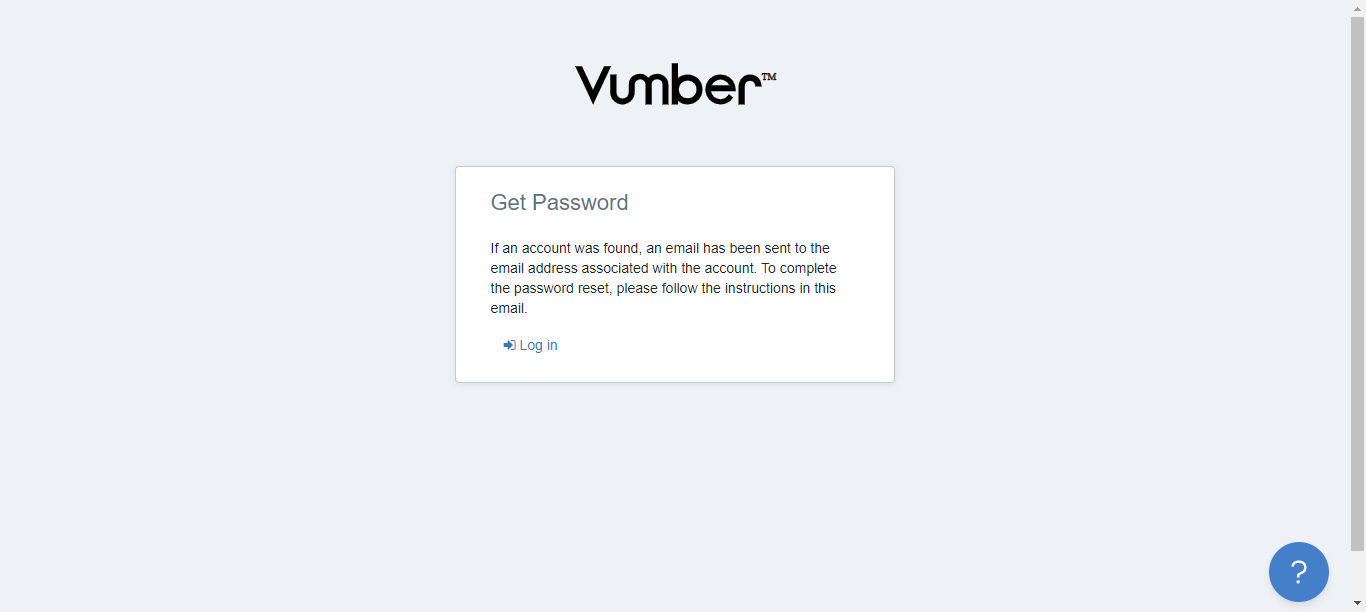 Vumber™
Get Password
If an account was found, an email has been sent to the
email address associated with the account. To complete
the password reset, please follow the instructions in this
email.
Log in
?